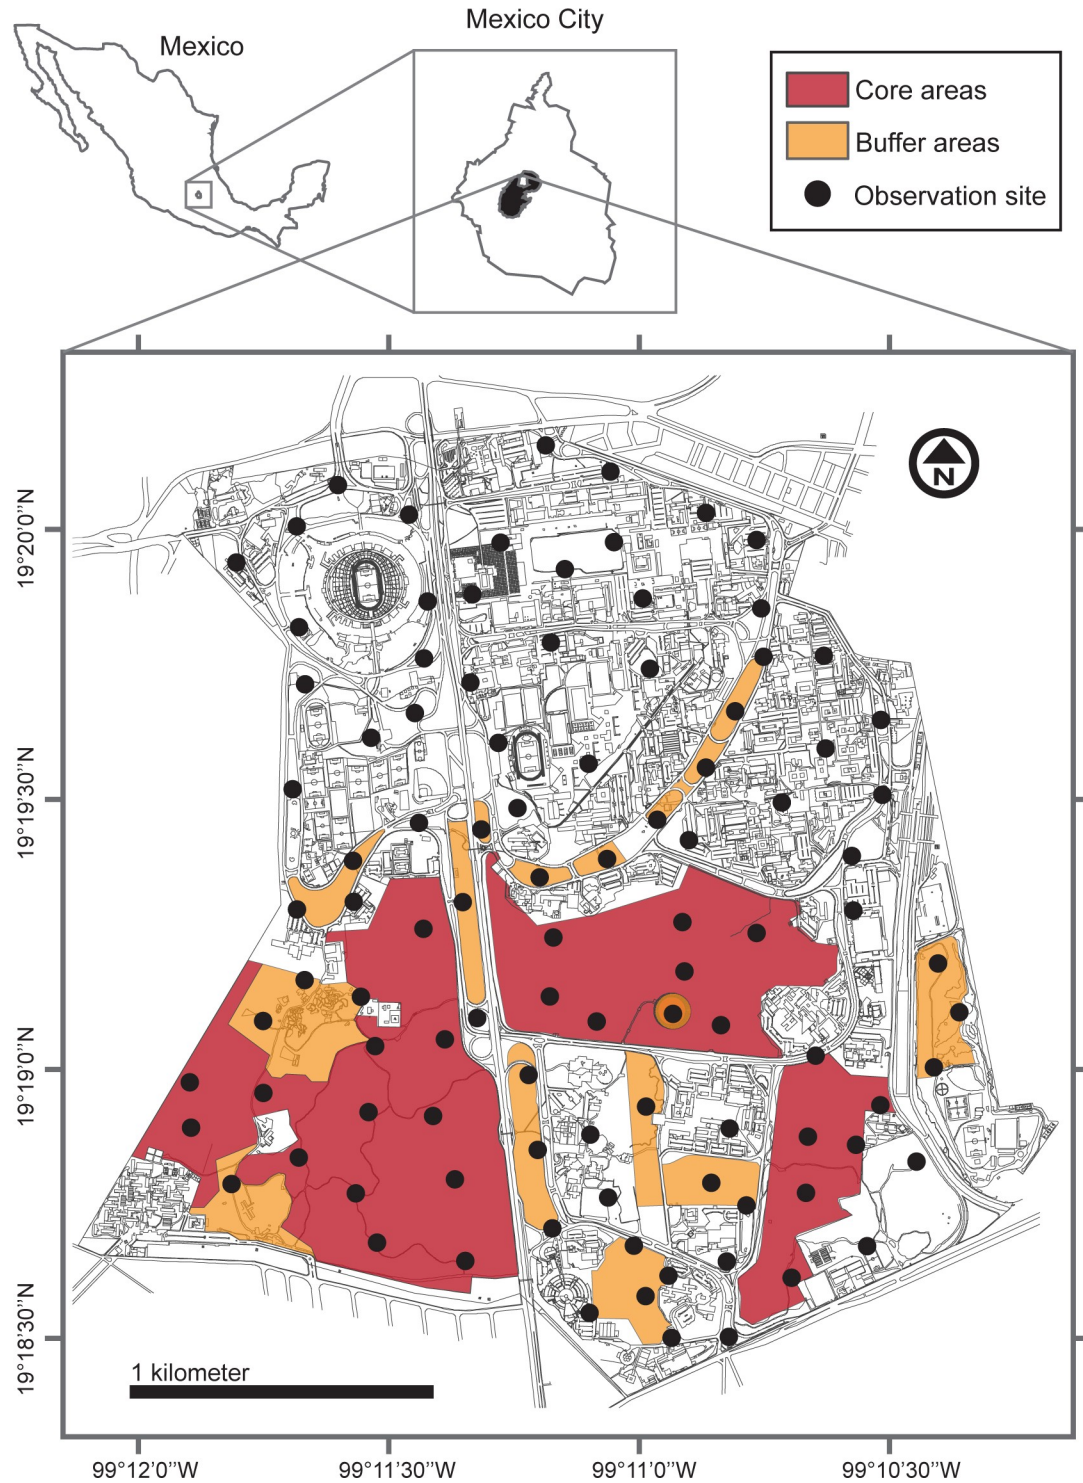 Mexico City
Mexico
Core areas
Buffer areas
Observation site
N
19°20'0''N
19°19'30''N
19°19'0''N
19°18'30''N
1 kilometer
99°12'0''W
99°11'30''W
99°11'0''W
99°10'30''W